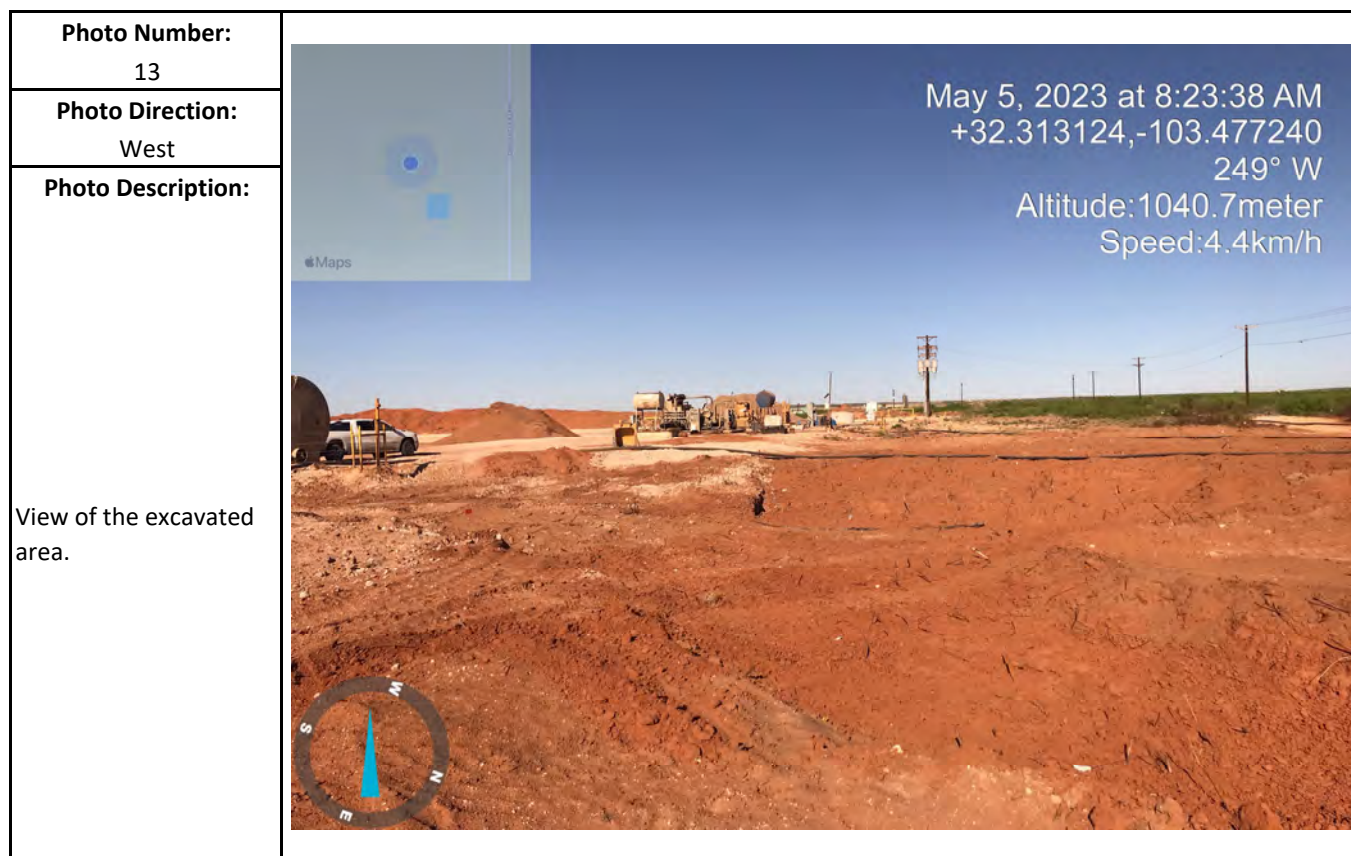 Photo Number:
13
Photo Direction:
West
Photo Description:
View of the excavated
area.
May 5, 2023 at 8:23:38 AM
+32.313124,-103.477240
249° W
Altitude:1040.7meter
Speed:4.4km/h
Maps
W
S
N
E